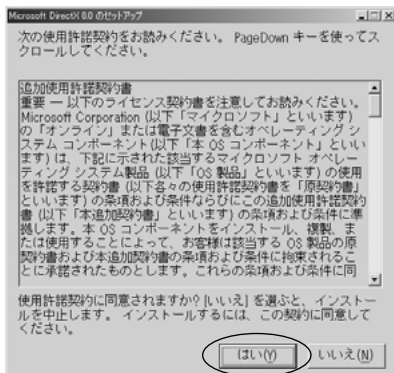 Microsoft DirectX 8.0 のセットアップ
次の使用許諾契約をお読みください。 PageDown キーを使ってス
クロールしてください。
追加使用許諾契約書
重要 — 以下のライセンス契約書を注意してお読みください。
Microsoft Corporation (以下「マイクロソフト」といいます)
の「オンライン」または電子文書を含むオペレーティング シ
ステム コンポーネント(以下「本 OS コンポーネント」といい
ます) は、下記に示された該当するマイクロソフト オペレー
ティング システム製品 (以下「OS 製品」といいます) の使用
を許諾する契約書 (以下各々の使用許諾契約書を「原契約書」
といいます) の条項および条件ならびにこの追加使用許諾契約
書 (以下「本追加契約書」といいます) の条項および条件に準
拠します。本 OS コンポーネントをインストール、複製、ま
たは使用することによって、お客様は該当する OS 製品の原
契約書および本追加契約書の条項および条件に拘束されるこ
とに承諾されたものとします。これらの条項および条件に同
使用許諾契約に同意されますか? [いいえ] を選ぶと、インストー
ルを中止します。 インストールするには、この契約に同意して
ください。
はい(Y) いいえ(N)